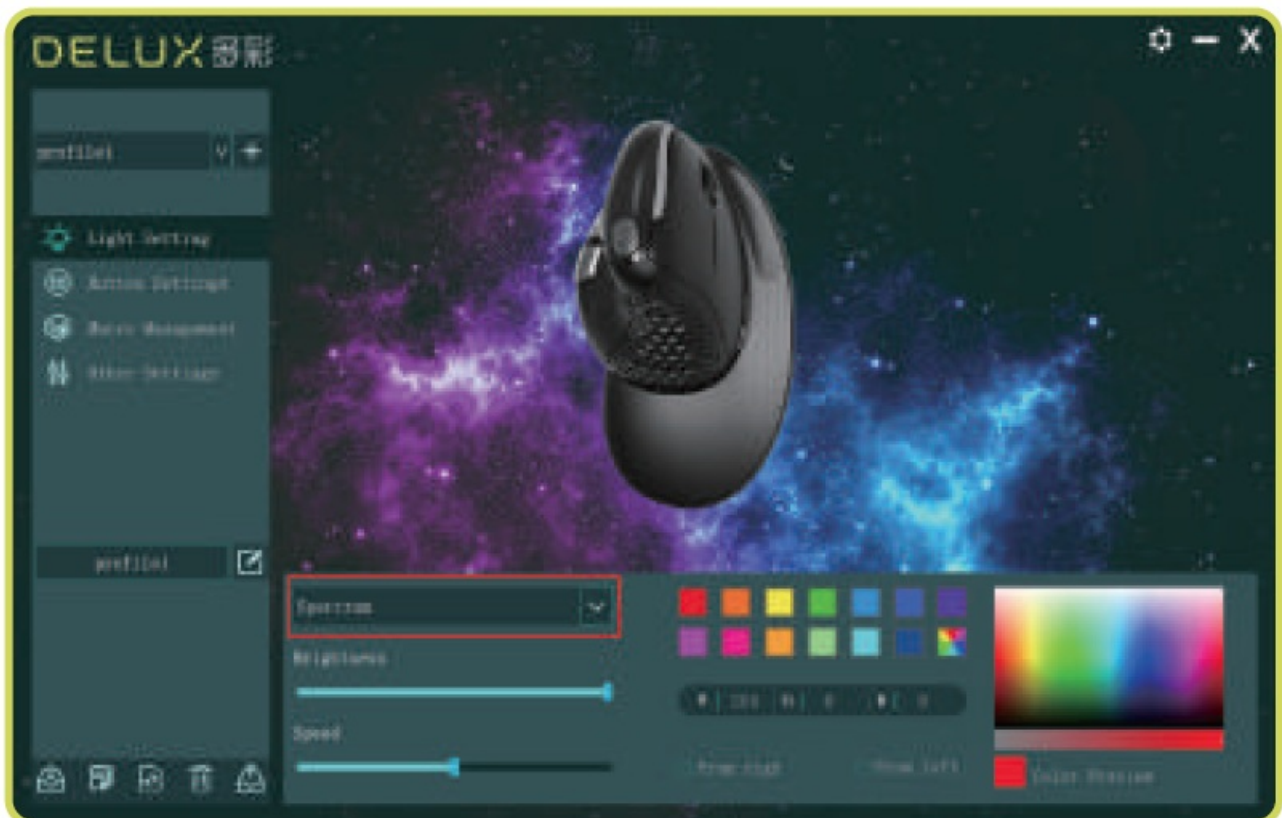 DELUX多彩
profile1
Light Setting
Button Settings
Macro Management
Other Settings
profile1
Spectrum
Brightness
Speed
Color Preview